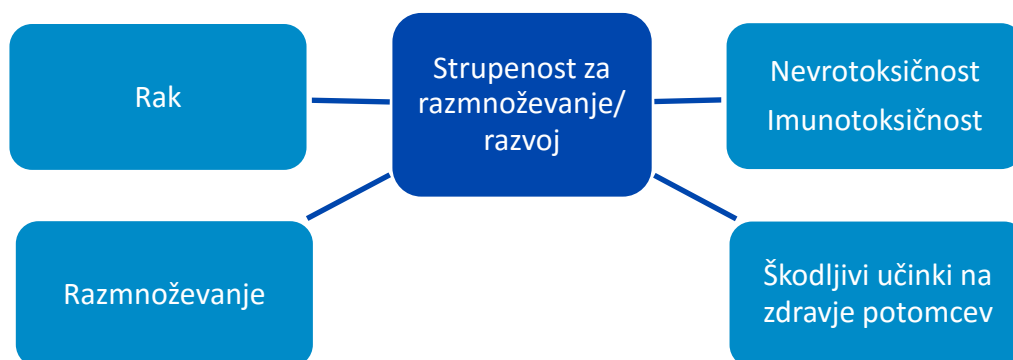 Rak
Strupenost za
razmnoževanje/
razvoj
Nevrotoksičnost
Imunotoksičnost
Razmnoževanje
Škodljivi učinki na
zdravje potomcev